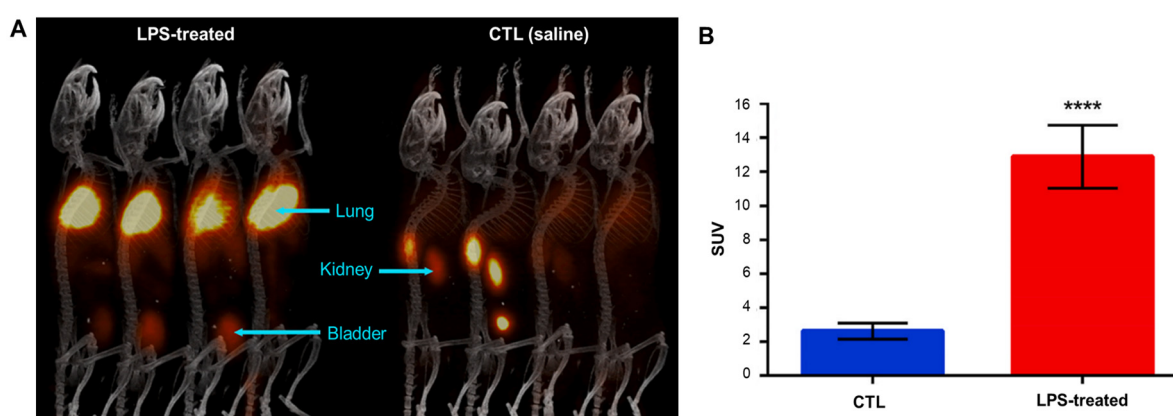 A
LPS-treated
CTL (saline)
Lung
Kidney
Bladder
B
16
14
12
10
8
6
4
2
0
SUV
****
CTL
LPS-treated